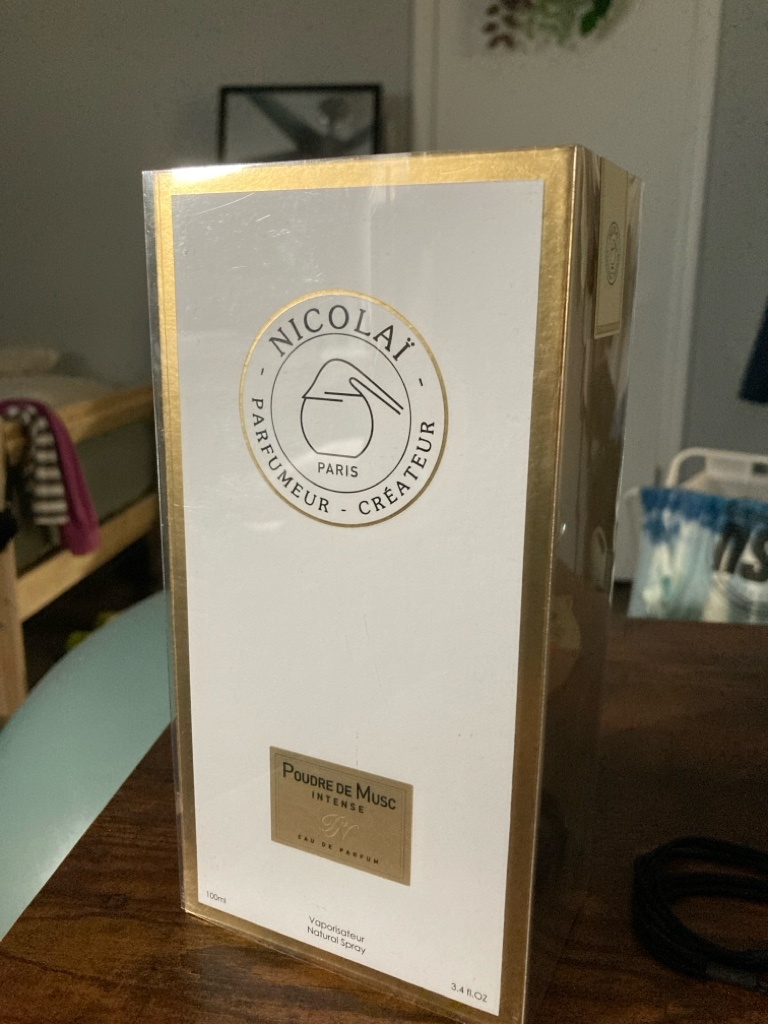 - NICOLAÏ -
PARFUMEUR - CRÉATEUR
PARIS
POUDRE DE MUSC
INTENSE
EAU DE PARFUM
100ml
Vaporisateur
Natural Spray
3.4 fl.OZ